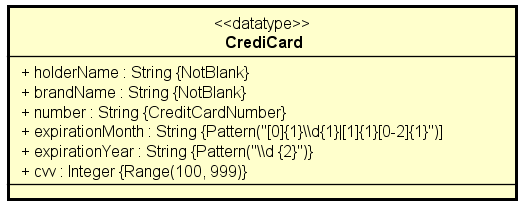 <<datatype>>
CrediCard
+ holderName : String {NotBlank}
+ brandName : String {NotBlank}
+ number : String {CreditCardNumber}
+ expirationMonth : String {Pattern("[0]{1}\\d{1}|[1]{1}[0-2]{1}")]
+ expirationYear : String {Pattern("\\d {2}")}
+ cvv : Integer {Range(100, 999)}